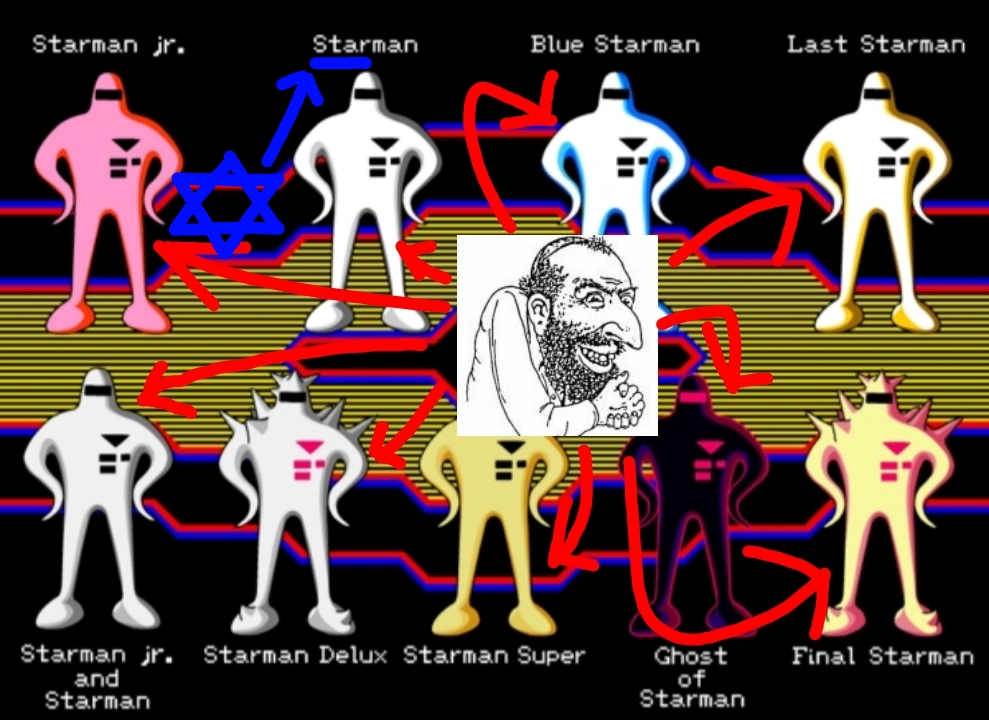 Starman jr.
Starman
Blue Starman
Last Starman
Starman jr.
and
Starman
Starman Delux
Starman Super
Ghost
of
Starman
Final Starman